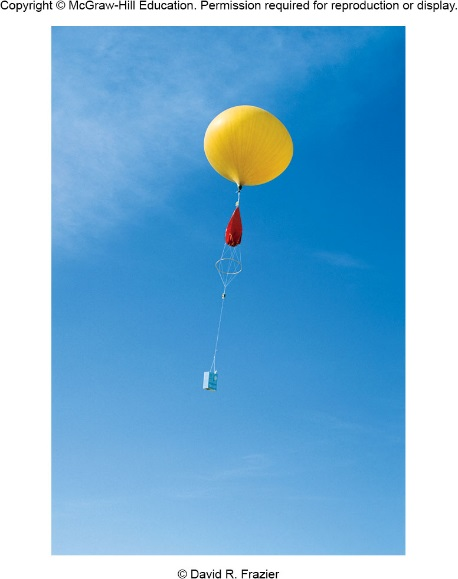 Copyright © McGraw-Hill Education. Permission required for reproduction or display.
© David R. Frazier